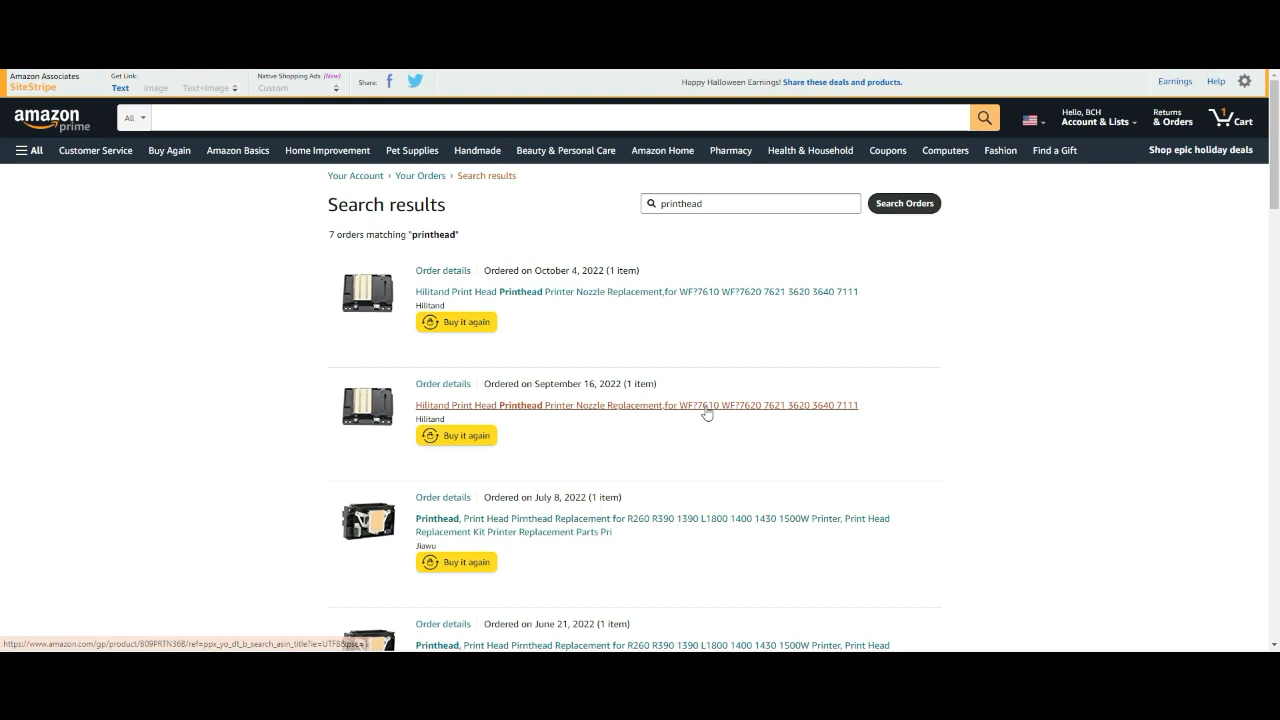 Amazon Associates
SiteStripe
Get Link:
Text Image Text+Image
Native Shopping Ads (New)
Custom
Share:
Happy Halloween Earnings! Share these deals and products.
Earnings Help
amazon
prime
All
Hello, BCH
Account & Lists
Returns
& Orders
1
Cart
All Customer Service Buy Again Amazon Basics Home Improvement Pet Supplies Handmade Beauty & Personal Care Amazon Home Pharmacy Health & Household Coupons Computers Fashion Find a Gift Shop epic holiday deals
Your Account › Your Orders › Search results
Search results
printhead
Search Orders
7 orders matching "printhead"
Order details Ordered on October 4, 2022 (1 item)
Hilitand Print Head Printhead Printer Nozzle Replacement,for WF?7610 WF?7620 7621 3620 3640 7111
Hilitand
Buy it again
Order details Ordered on September 16, 2022 (1 item)
Hilitand Print Head Printhead Printer Nozzle Replacement,for WF?7610 WF?7620 7621 3620 3640 7111
Hilitand
Buy it again
Order details Ordered on July 8, 2022 (1 item)
Printhead, Print Head Pirnthead Replacement for R260 R390 1390 L1800 1400 1430 1500W Printer, Print Head
Replacement Kit Printer Replacement Parts Pri
Jiawu
Buy it again
Order details Ordered on June 21, 2022 (1 item)
Printhead, Print Head Pirnthead Replacement for R260 R390 1390 L1800 1400 1430 1500W Printer, Print Head
https://www.amazon.com/gp/product/B09PRTN36B/ref=ppx_yo_dt_b_search_asin_title?ie=UTF8&psc=1